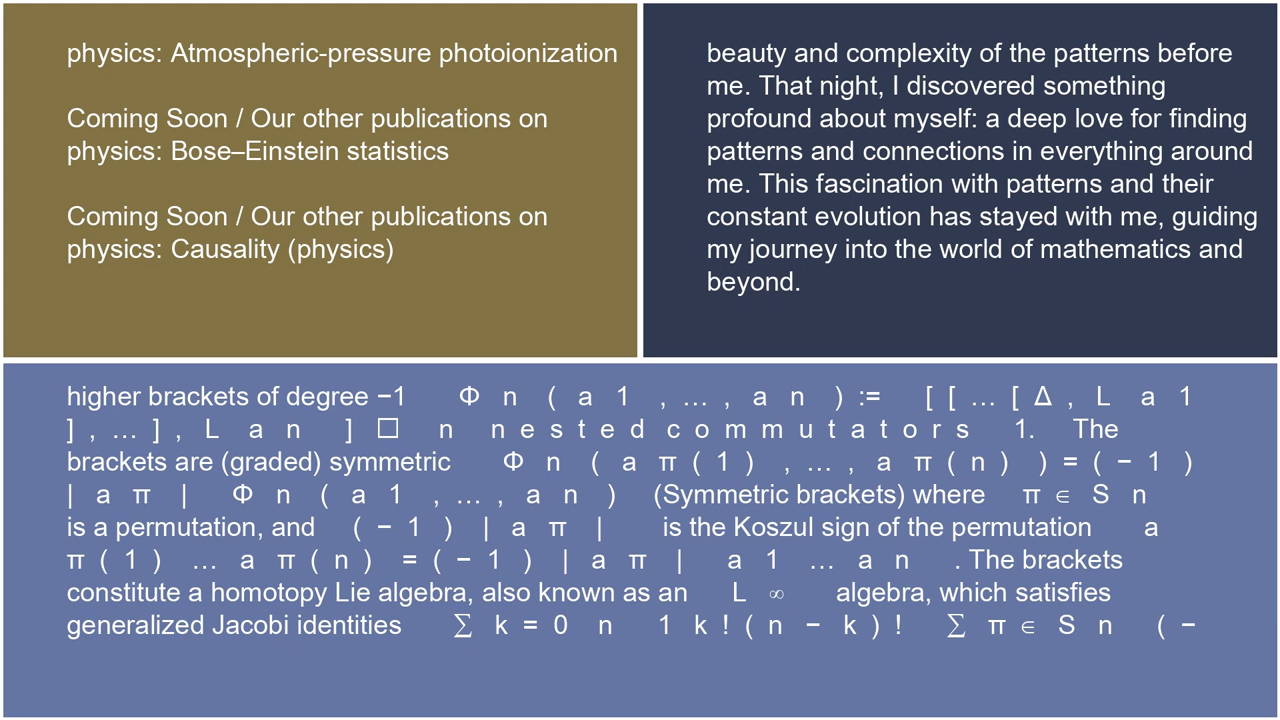 physics: Atmospheric-pressure photoionization
Coming Soon / Our other publications on
physics: Bose–Einstein statistics
Coming Soon / Our other publications on
physics: Causality (physics)
beauty and complexity of the patterns before
me. That night, I discovered something
profound about myself: a deep love for finding
patterns and connections in everything around
me. This fascination with patterns and their
constant evolution has stayed with me, guiding
my journey into the world of mathematics and
beyond.
higher brackets of degree −1 Φ n ( a 1 , … , a n ) := [ [ … [ Δ , L a 1
] , … ] , L a n ] □ n n e s t e d c o m m u t a t o r s 1. The
brackets are (graded) symmetric Φ n ( a π ( 1 ) , … , a π ( n ) ) = ( − 1 )
| a π | Φ n ( a 1 , … , a n ) (Symmetric brackets) where π ∈ S n
is a permutation, and ( − 1 ) | a π | is the Koszul sign of the permutation a
π ( 1 ) … a π ( n ) = ( − 1 ) | a π | a 1 … a n . The brackets
constitute a homotopy Lie algebra, also known as an L ∞ algebra, which satisfies
generalized Jacobi identities ∑ k = 0 n 1 k ! ( n − k ) ! ∑ π ∈ S n ( −